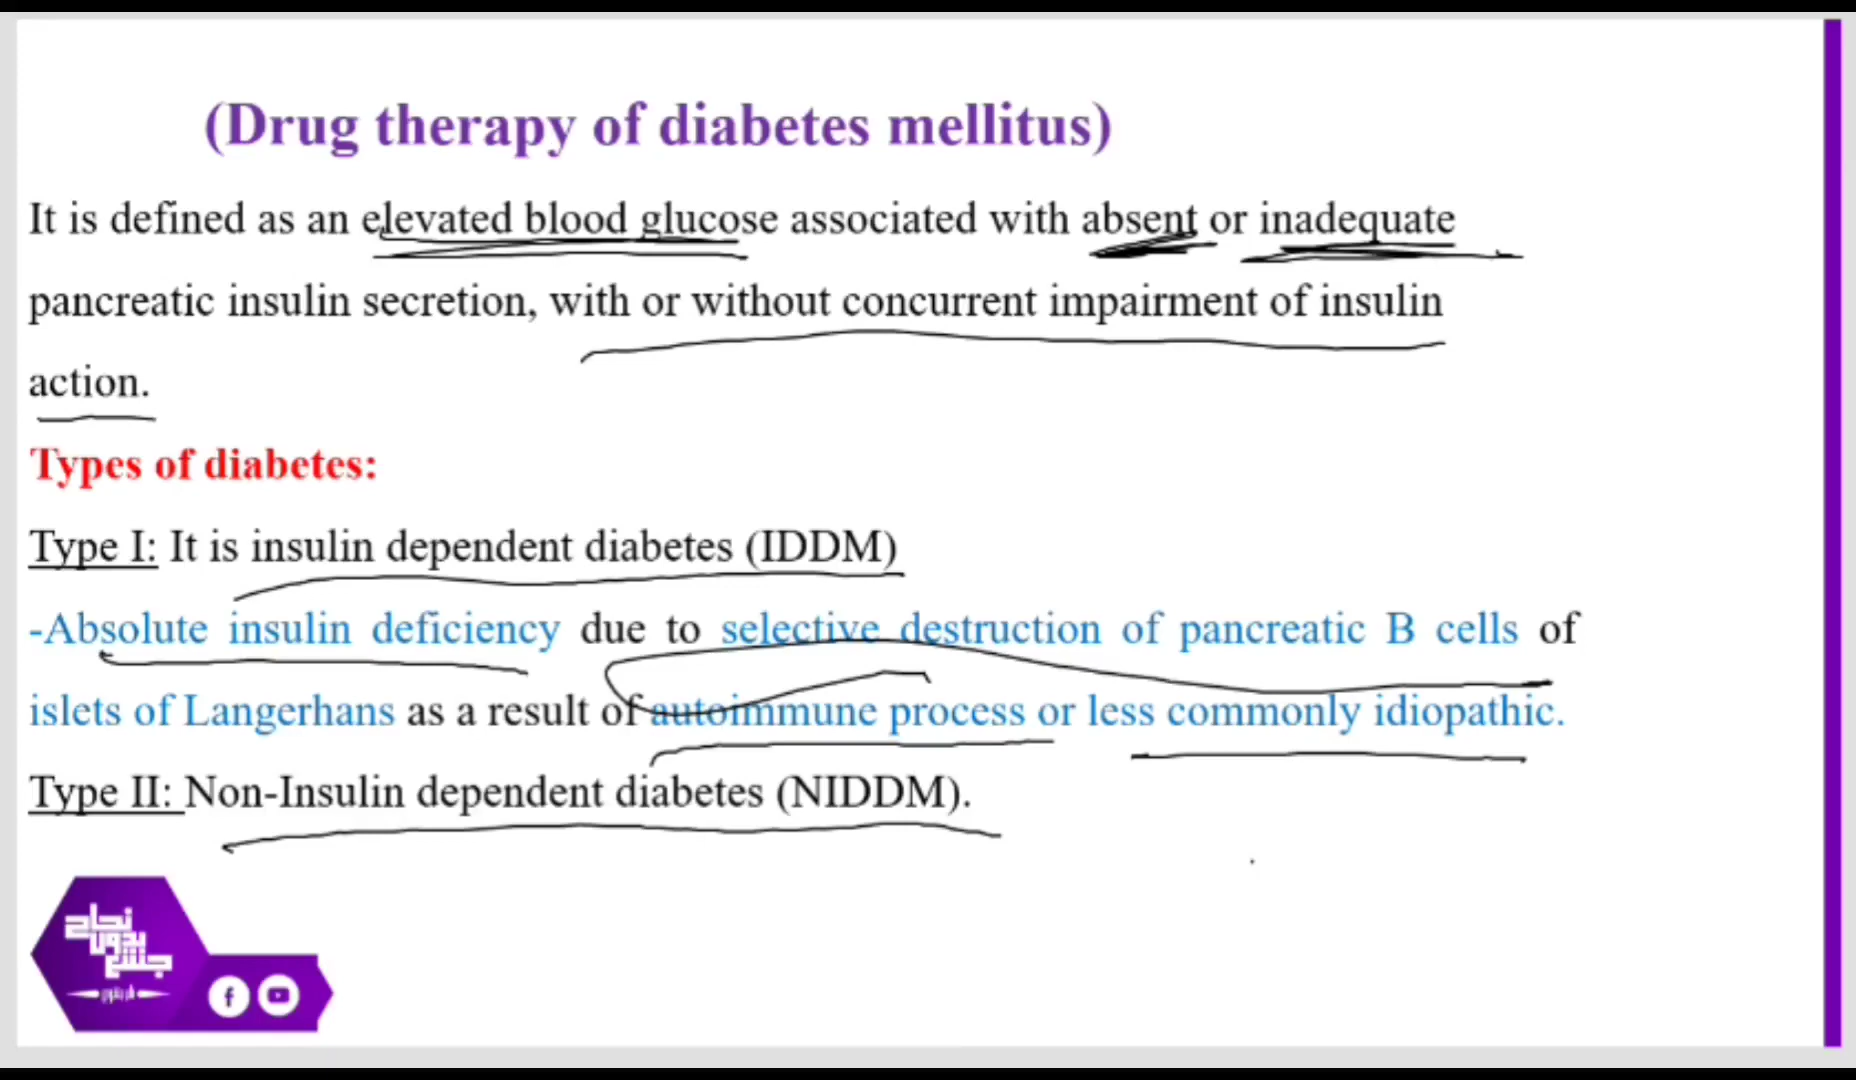 (Drug therapy of diabetes mellitus)
It is defined as an elevated blood glucose associated with absent or inadequate
pancreatic insulin secretion, with or without concurrent impairment of insulin
action.
Types of diabetes:
Type I: It is insulin dependent diabetes (IDDM)
-Absolute insulin deficiency due to selective destruction of pancreatic B cells of
islets of Langerhans as a result of autoimmune process or less commonly idiopathic.
Type II: Non-Insulin dependent diabetes (NIDDM).
نجاح
بدون